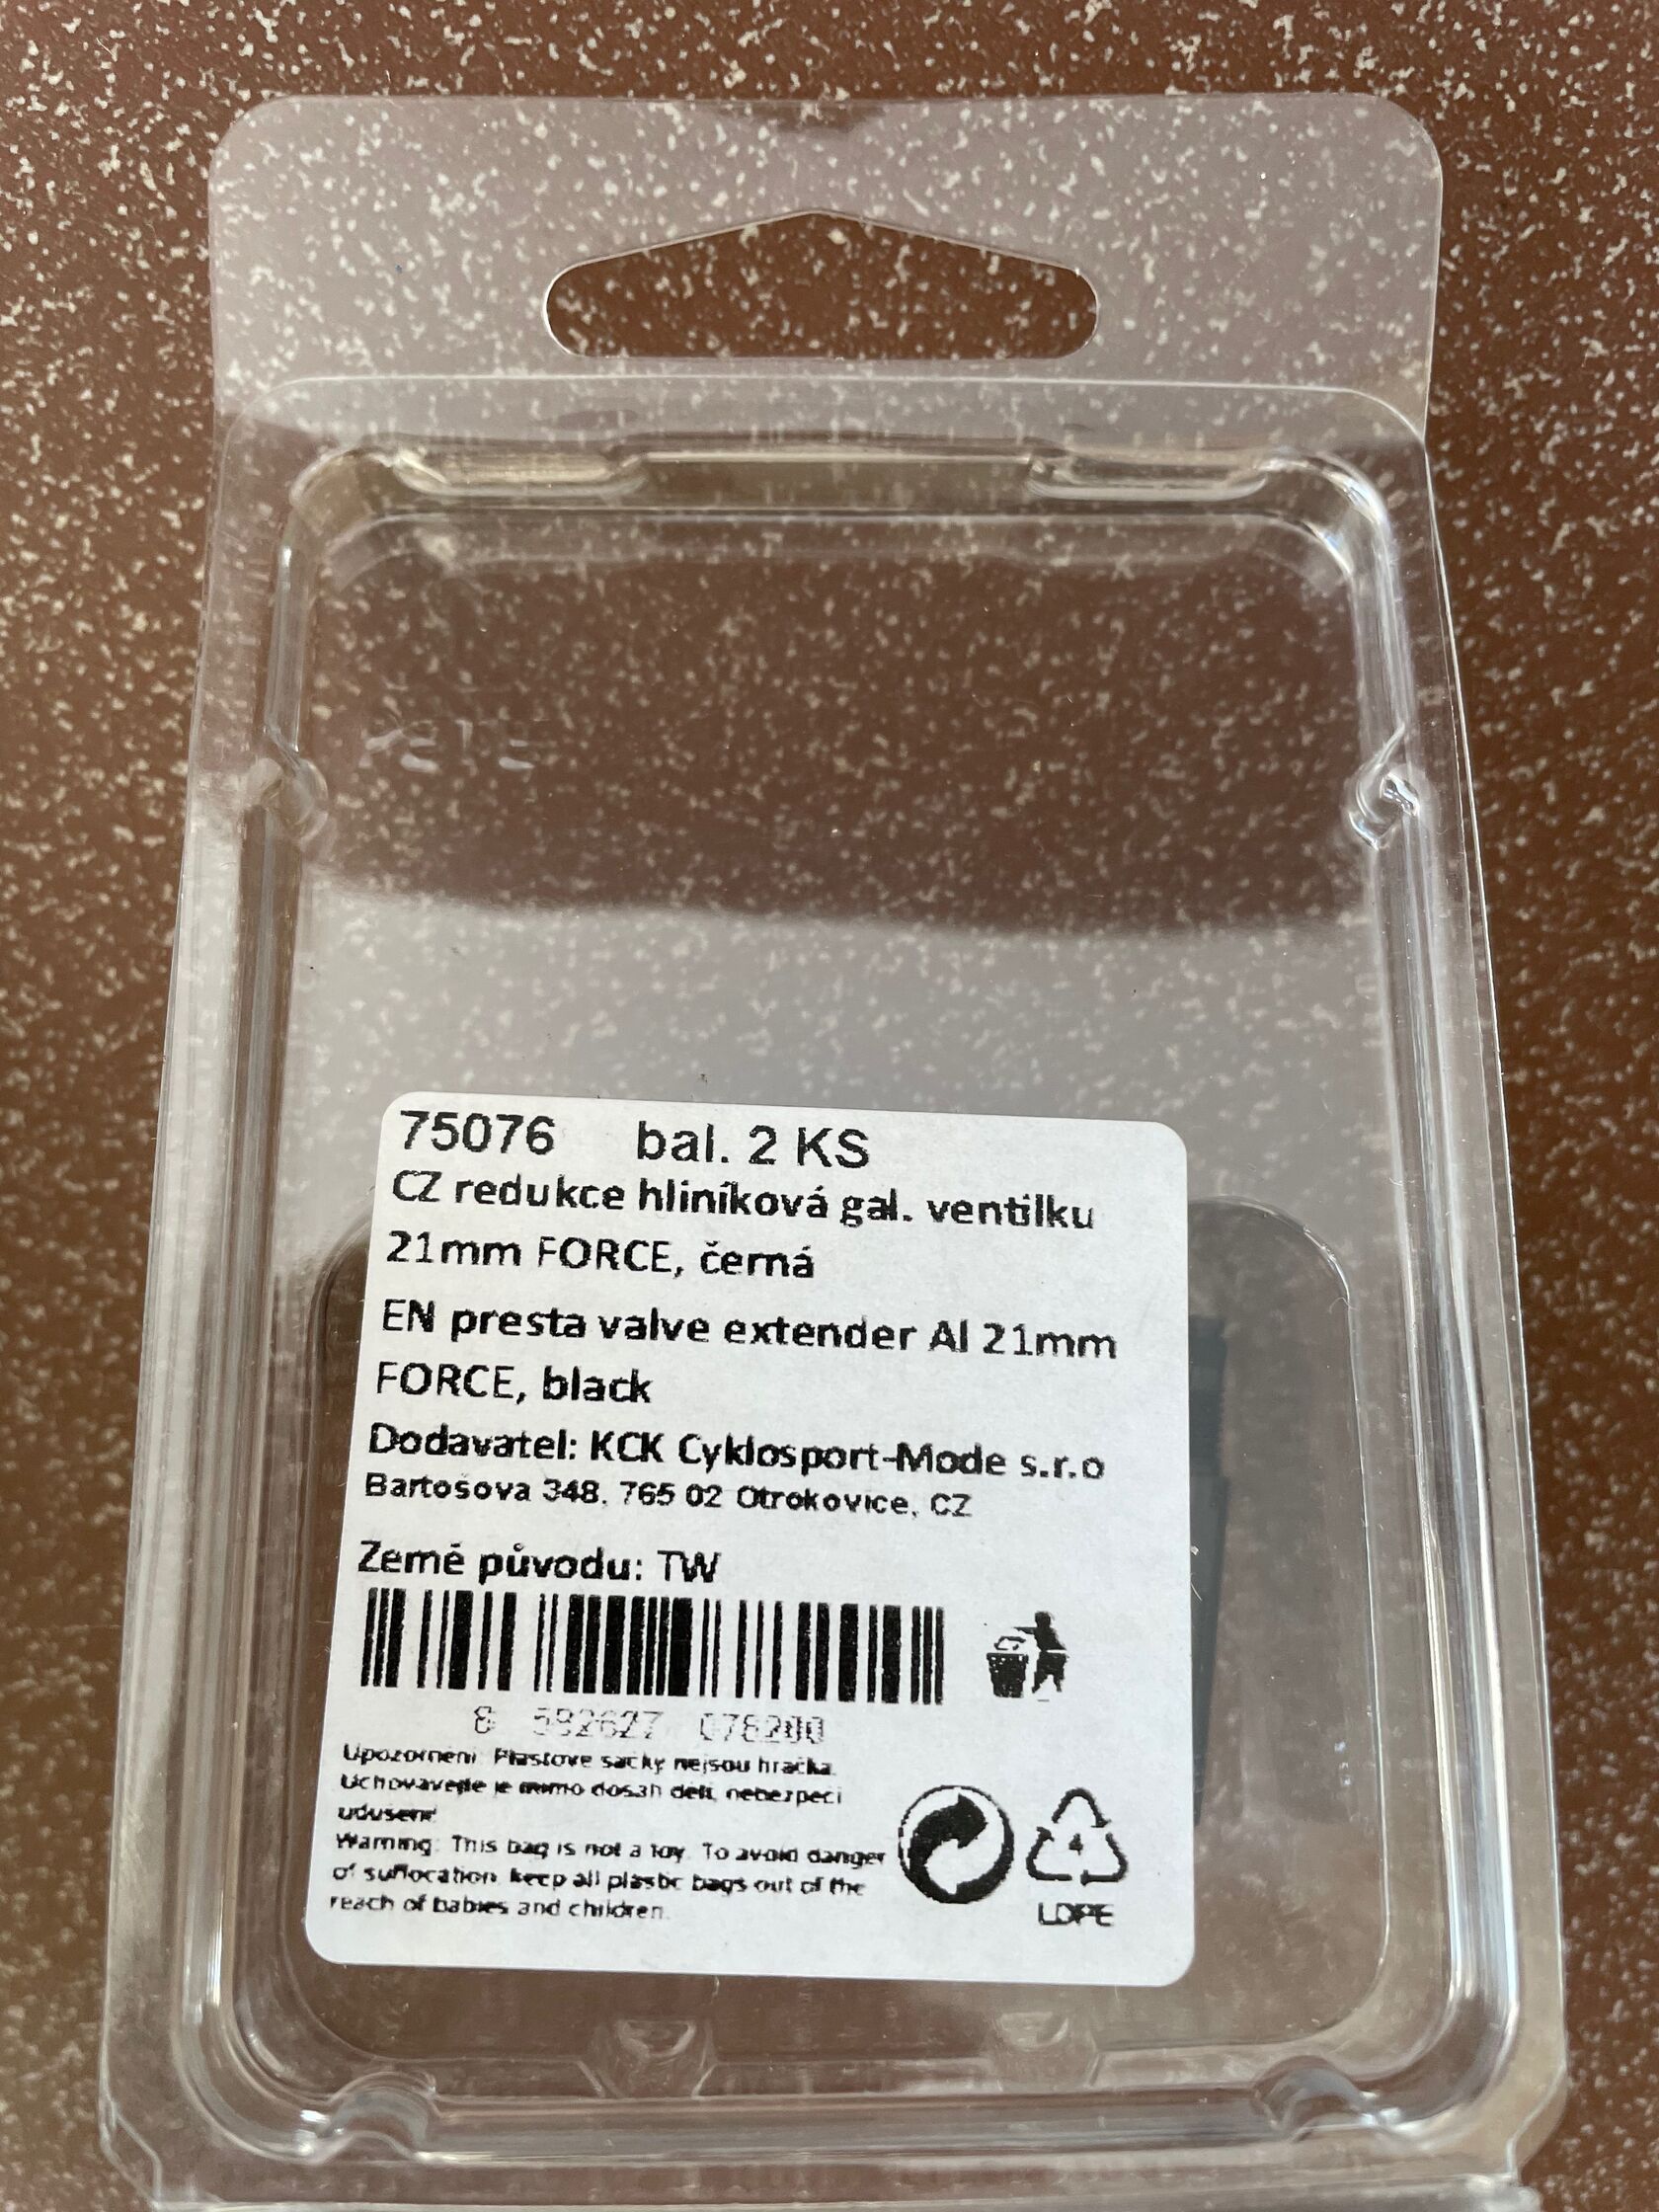 75076 bal. 2 KS
CZ redukce hliníková gal. ventilku
21mm FORCE, černá
EN presta valve extender Al 21mm
FORCE, black
Dodavatel: KCK Cyklosport-Mode s.r.o
Bartošova 348, 765 02 Otrokovice, CZ
Země původu: TW
8 592627 078200
Upozornění: Plastové sáčky nejsou hračka.
Uchovávejte je mimo dosah dětí, nebezpečí
udušení!
Warning: This bag is not a toy. To avoid danger
of suffocation keep all plastic bags out of the
reach of babies and children.
4
LDPE